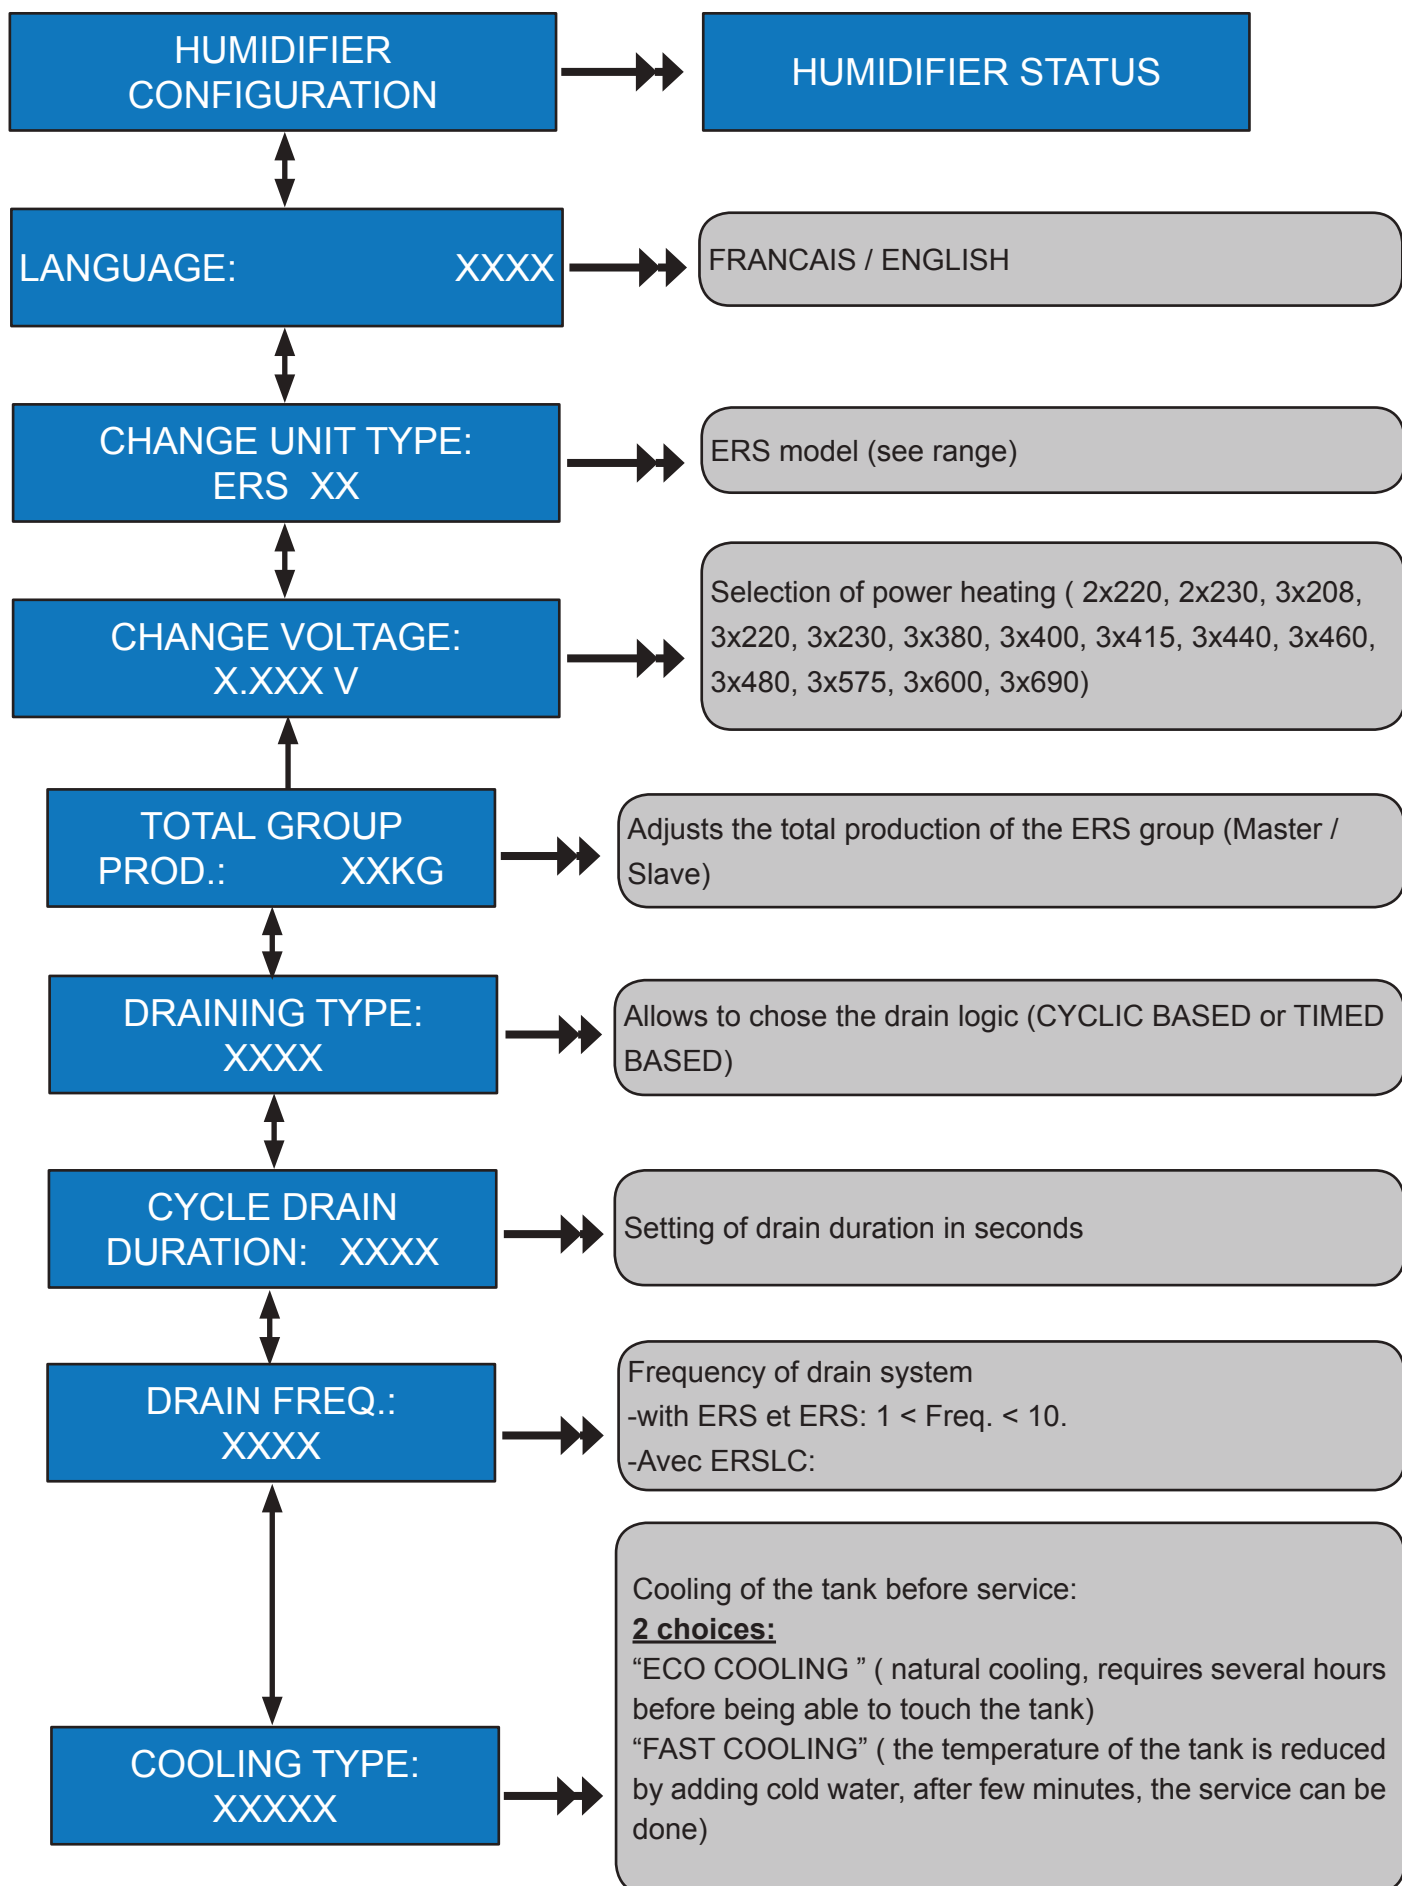 HUMIDIFIER
CONFIGURATION
HUMIDIFIER STATUS
LANGUAGE: XXXX
FRANCAIS / ENGLISH
CHANGE UNIT TYPE:
ERS XX
ERS model (see range)
CHANGE VOLTAGE:
X.XXX V
Selection of power heating ( 2x220, 2x230, 3x208,
3x220, 3x230, 3x380, 3x400, 3x415, 3x440, 3x460,
3x480, 3x575, 3x600, 3x690)
TOTAL GROUP
PROD.: XXKG
Adjusts the total production of the ERS group (Master /
Slave)
DRAINING TYPE:
XXXX
Allows to chose the drain logic (CYCLIC BASED or TIMED
BASED)
CYCLE DRAIN
DURATION: XXXX
Setting of drain duration in seconds
DRAIN FREQ.:
XXXX
Frequency of drain system
-with ERS et ERS: 1 < Freq. < 10.
-Avec ERSLC:
COOLING TYPE:
XXXXX
Cooling of the tank before service:
2 choices:
“ECO COOLING ” ( natural cooling, requires several hours
before being able to touch the tank)
“FAST COOLING” ( the temperature of the tank is reduced
by adding cold water, after few minutes, the service can be
done)